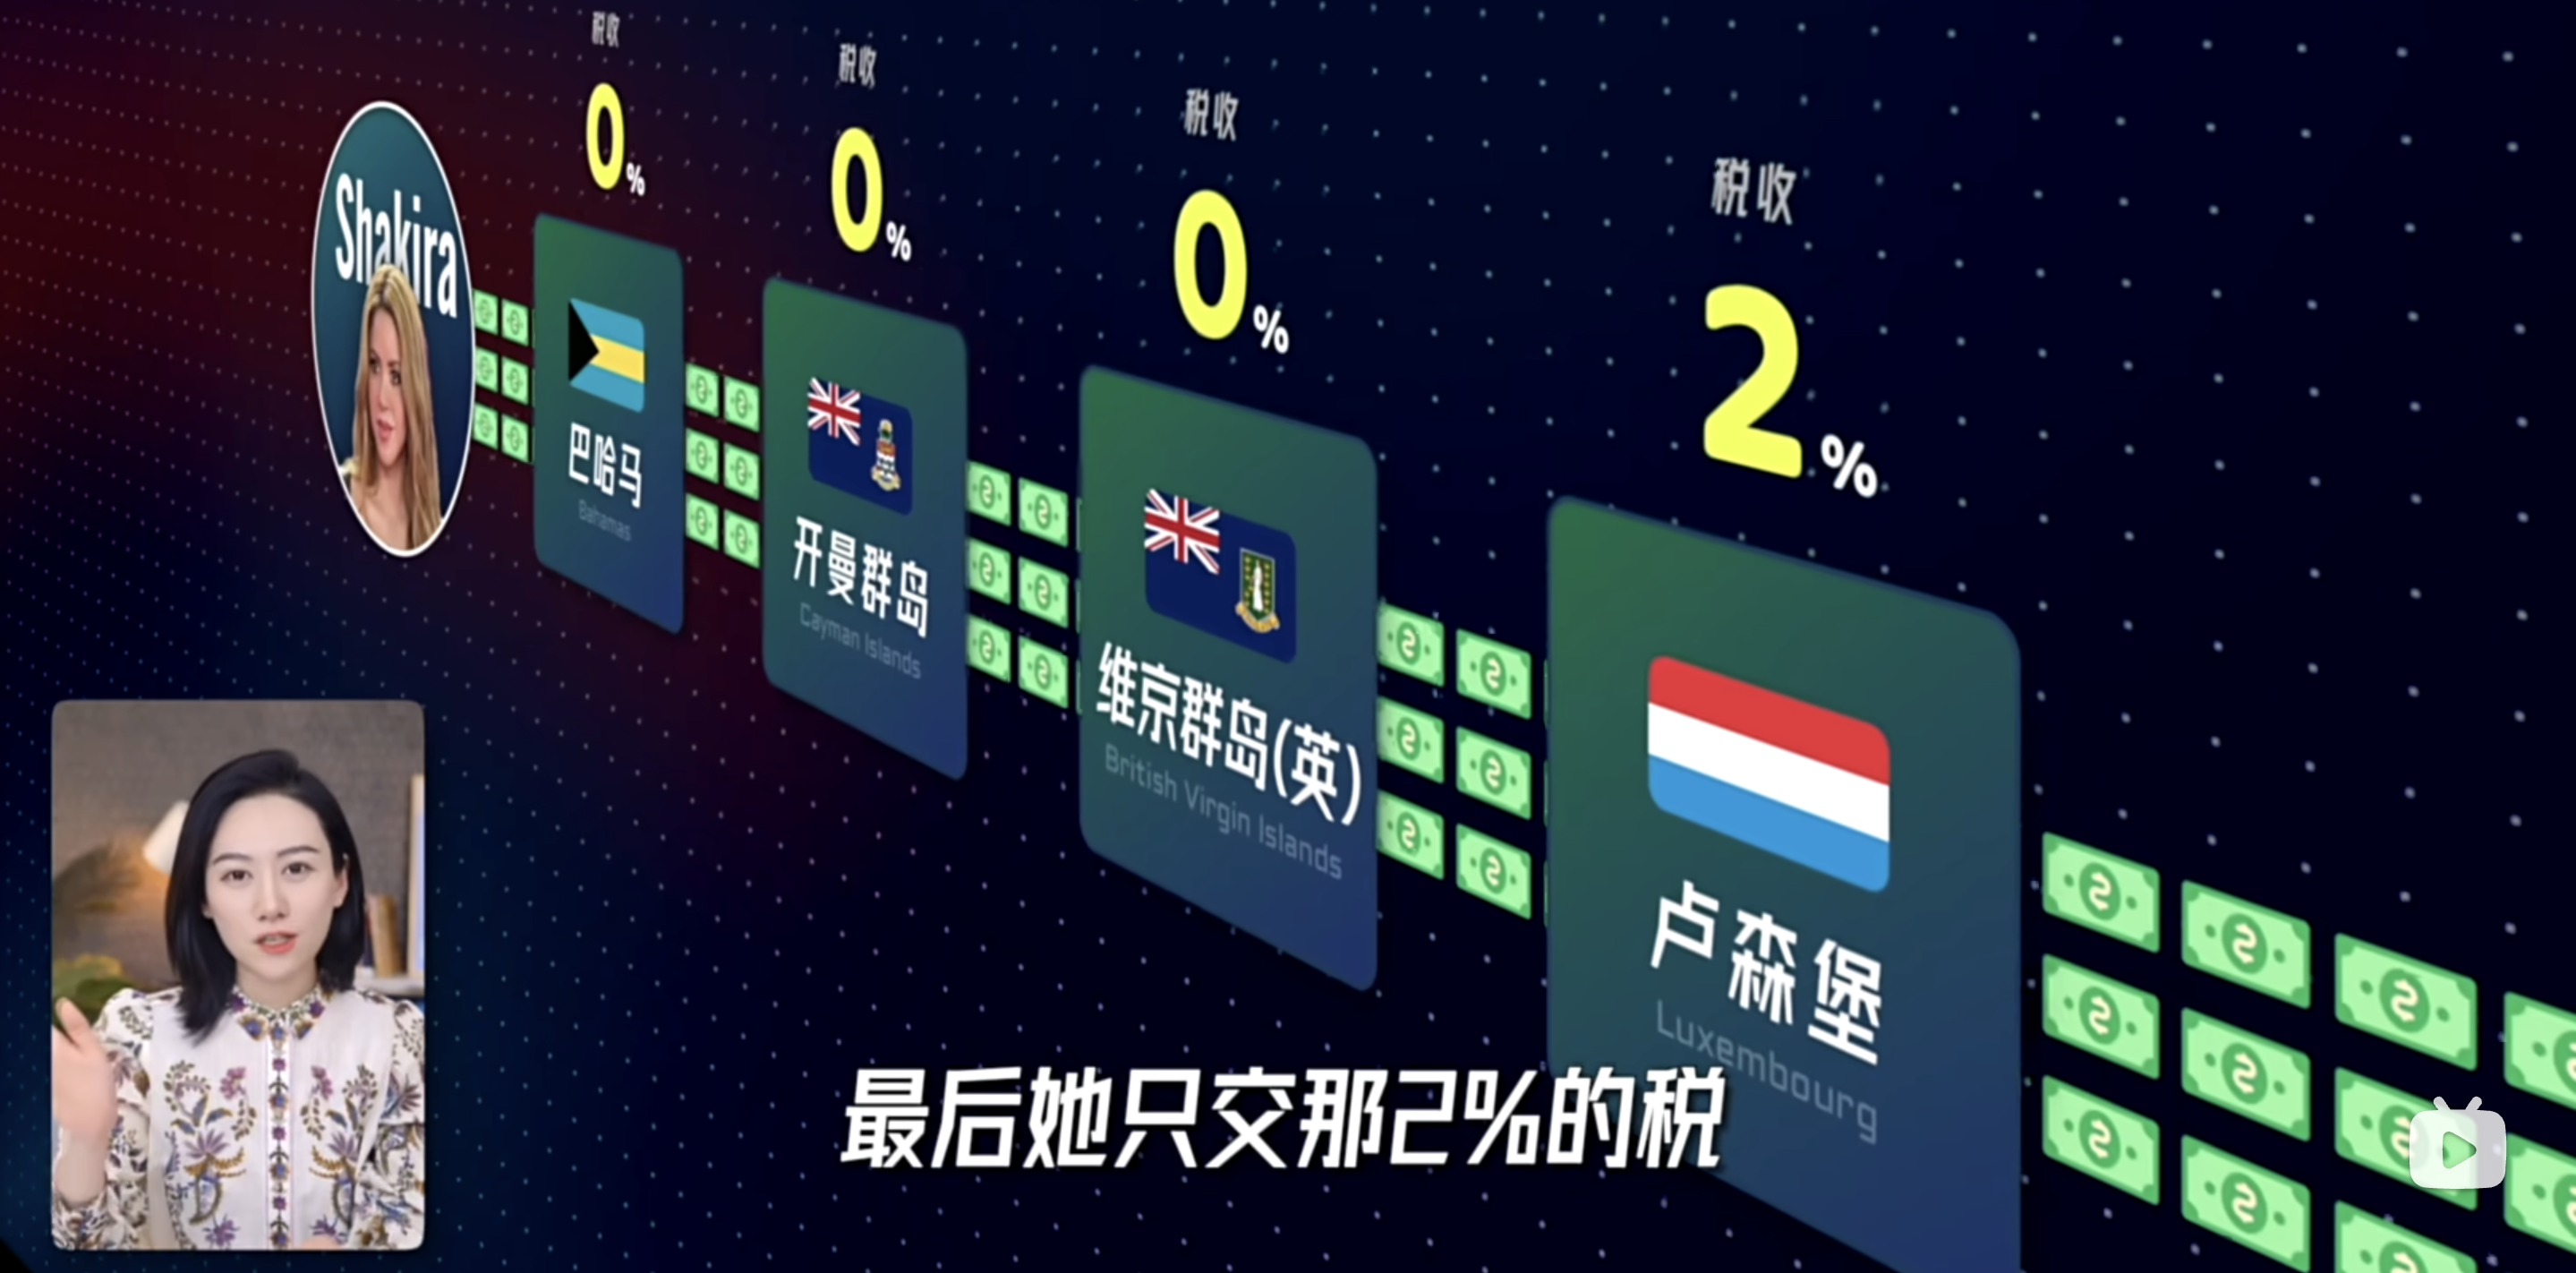 Shakira
税收
0%
巴哈马
Bahamas
税收
0%
开曼群岛
Cayman Islands
税收
0%
维京群岛(英)
British Virgin Islands
税收
2%
卢森堡
Luxembourg
最后她只交那2%的税